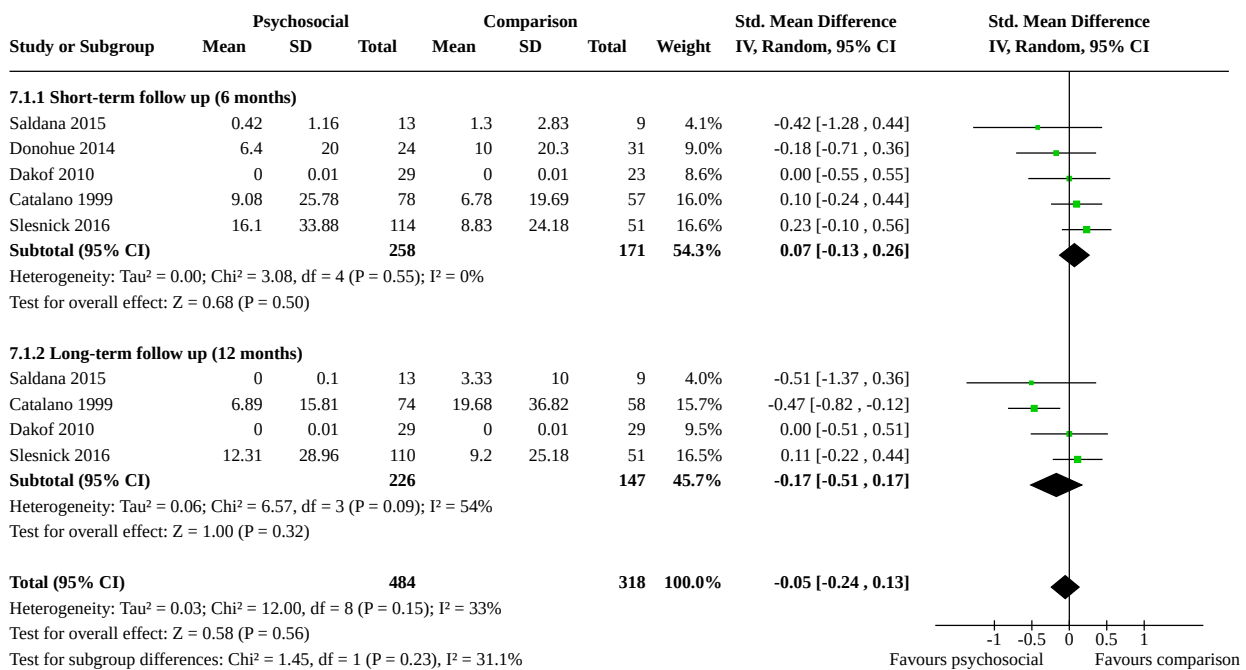 Psychosocial Comparison Std. Mean Difference Std. Mean Difference
Study or Subgroup Mean SD Total Mean SD Total Weight IV, Random, 95% CI IV, Random, 95% CI
7.1.1 Short-term follow up (6 months)
Saldana 2015 0.42 1.16 13 1.3 2.83 9 4.1% -0.42 [-1.28 , 0.44]
Donohue 2014 6.4 20 24 10 20.3 31 9.0% -0.18 [-0.71 , 0.36]
Dakof 2010 0 0.01 29 0 0.01 23 8.6% 0.00 [-0.55 , 0.55]
Catalano 1999 9.08 25.78 78 6.78 19.69 57 16.0% 0.10 [-0.24 , 0.44]
Slesnick 2016 16.1 33.88 114 8.83 24.18 51 16.6% 0.23 [-0.10 , 0.56]
Subtotal (95% CI) 258 171 54.3% 0.07 [-0.13 , 0.26]
Heterogeneity: Tau² = 0.00; Chi² = 3.08, df = 4 (P = 0.55); I² = 0%
Test for overall effect: Z = 0.68 (P = 0.50)
7.1.2 Long-term follow up (12 months)
Saldana 2015 0 0.1 13 3.33 10 9 4.0% -0.51 [-1.37 , 0.36]
Catalano 1999 6.89 15.81 74 19.68 36.82 58 15.7% -0.47 [-0.82 , -0.12]
Dakof 2010 0 0.01 29 0 0.01 29 9.5% 0.00 [-0.51 , 0.51]
Slesnick 2016 12.31 28.96 110 9.2 25.18 51 16.5% 0.11 [-0.22 , 0.44]
Subtotal (95% CI) 226 147 45.7% -0.17 [-0.51 , 0.17]
Heterogeneity: Tau² = 0.06; Chi² = 6.57, df = 3 (P = 0.09); I² = 54%
Test for overall effect: Z = 1.00 (P = 0.32)
Total (95% CI) 484 318 100.0% -0.05 [-0.24 , 0.13]
Heterogeneity: Tau² = 0.03; Chi² = 12.00, df = 8 (P = 0.15); I² = 33%
Test for overall effect: Z = 0.58 (P = 0.56)
-1 -0.5 0 0.5 1
Test for subgroup differences: Chi² = 1.45, df = 1 (P = 0.23), I² = 31.1% Favours psychosocial Favours comparison